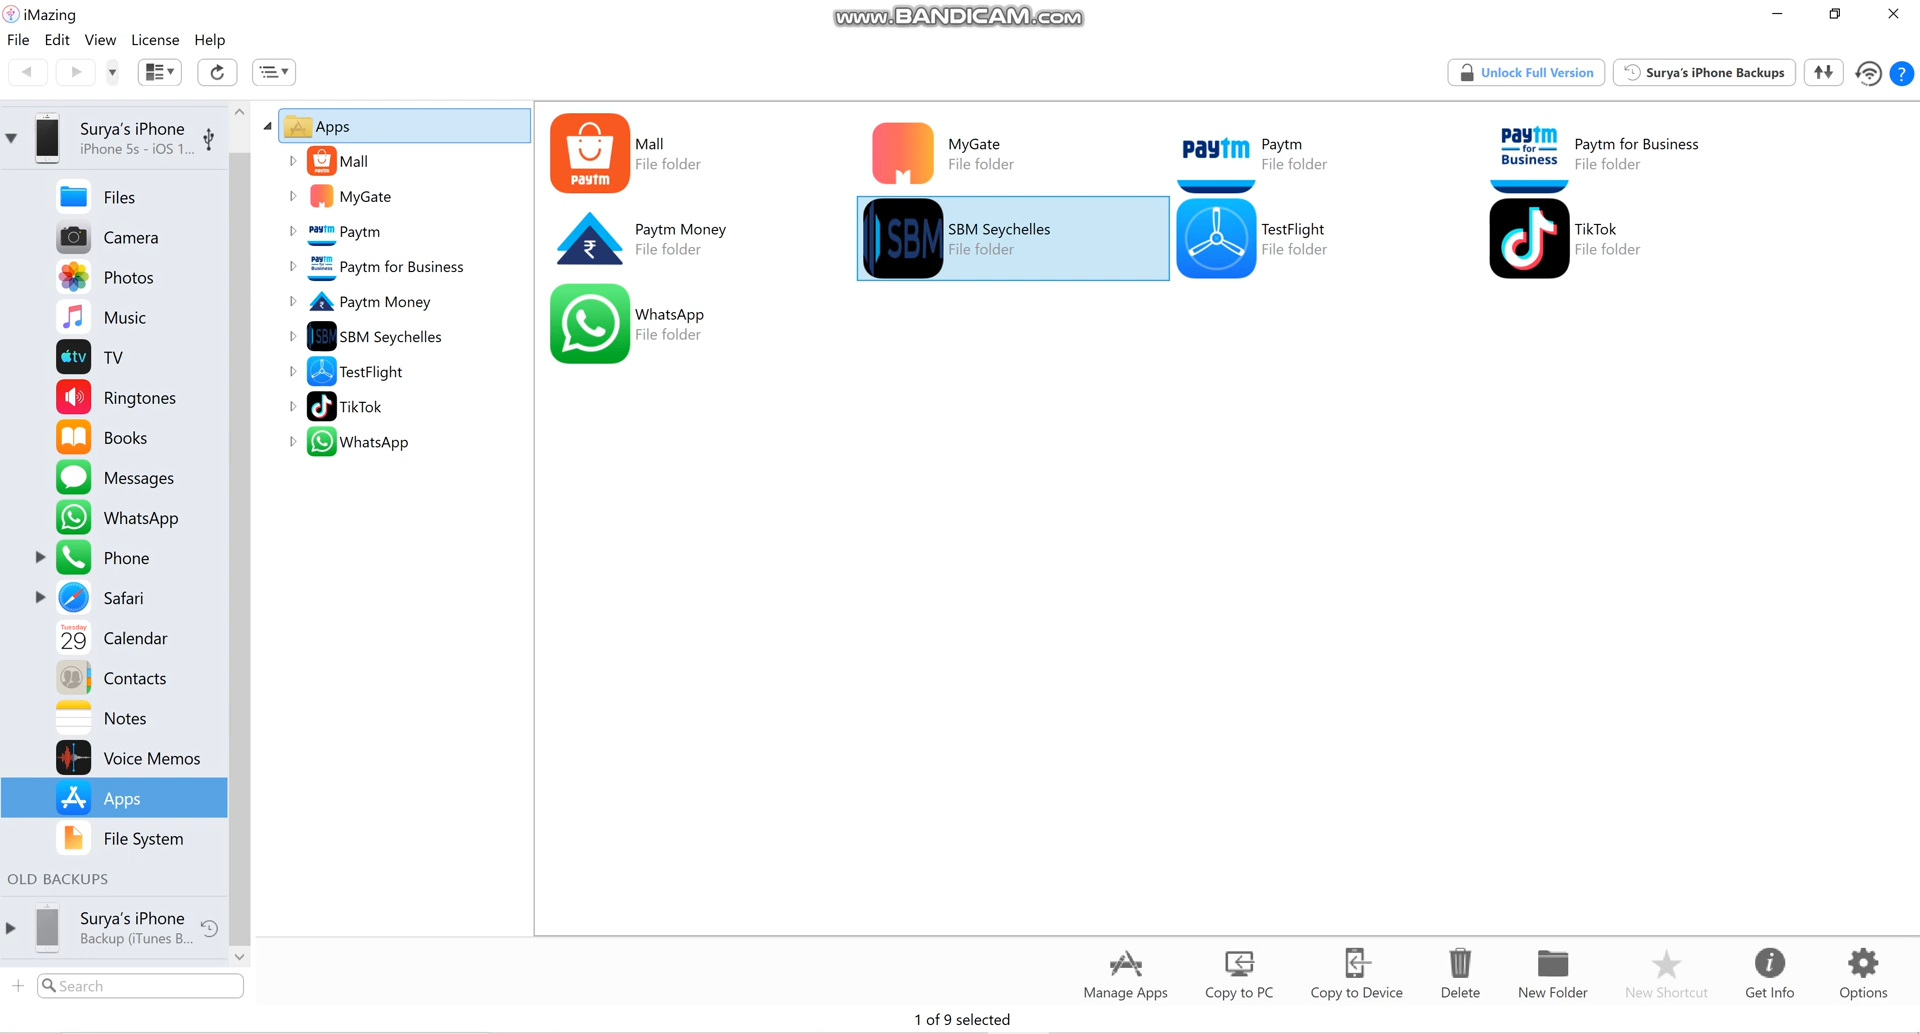 iMazing
www.BANDICAM.com
File Edit View License Help
Unlock Full Version
Surya's iPhone Backups
?
Surya's iPhone
iPhone 5s - iOS 1...
Files
Camera
Photos
Music
tv
TV
Ringtones
Books
Messages
WhatsApp
Phone
Safari
Tuesday
29
Calendar
Contacts
Notes
Voice Memos
Apps
File System
OLD BACKUPS
Surya's iPhone
Backup (iTunes B...
Search
Apps
Mall
MyGate
Paytm
Paytm for Business
Paytm Money
SBM Seychelles
TestFlight
TikTok
WhatsApp
paytm
Mall
File folder
MyGate
File folder
paytm
Paytm
File folder
paytm
for
Business
Paytm for Business
File folder
₹
Paytm Money
File folder
SBM
SBM Seychelles
File folder
TestFlight
File folder
TikTok
File folder
WhatsApp
File folder
Manage Apps
Copy to PC
Copy to Device
Delete
New Folder
New Shortcut
Get Info
Options
1 of 9 selected